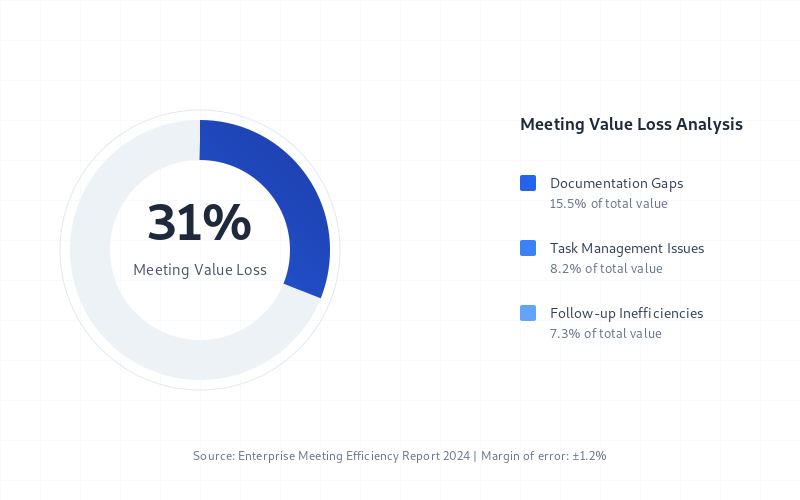 31%
Meeting Value Loss
Meeting Value Loss Analysis
Documentation Gaps
15.5% of total value
Task Management Issues
8.2% of total value
Follow-up Inefficiencies
7.3% of total value
Source: Enterprise Meeting Efficiency Report 2024 | Margin of error: ±1.2%